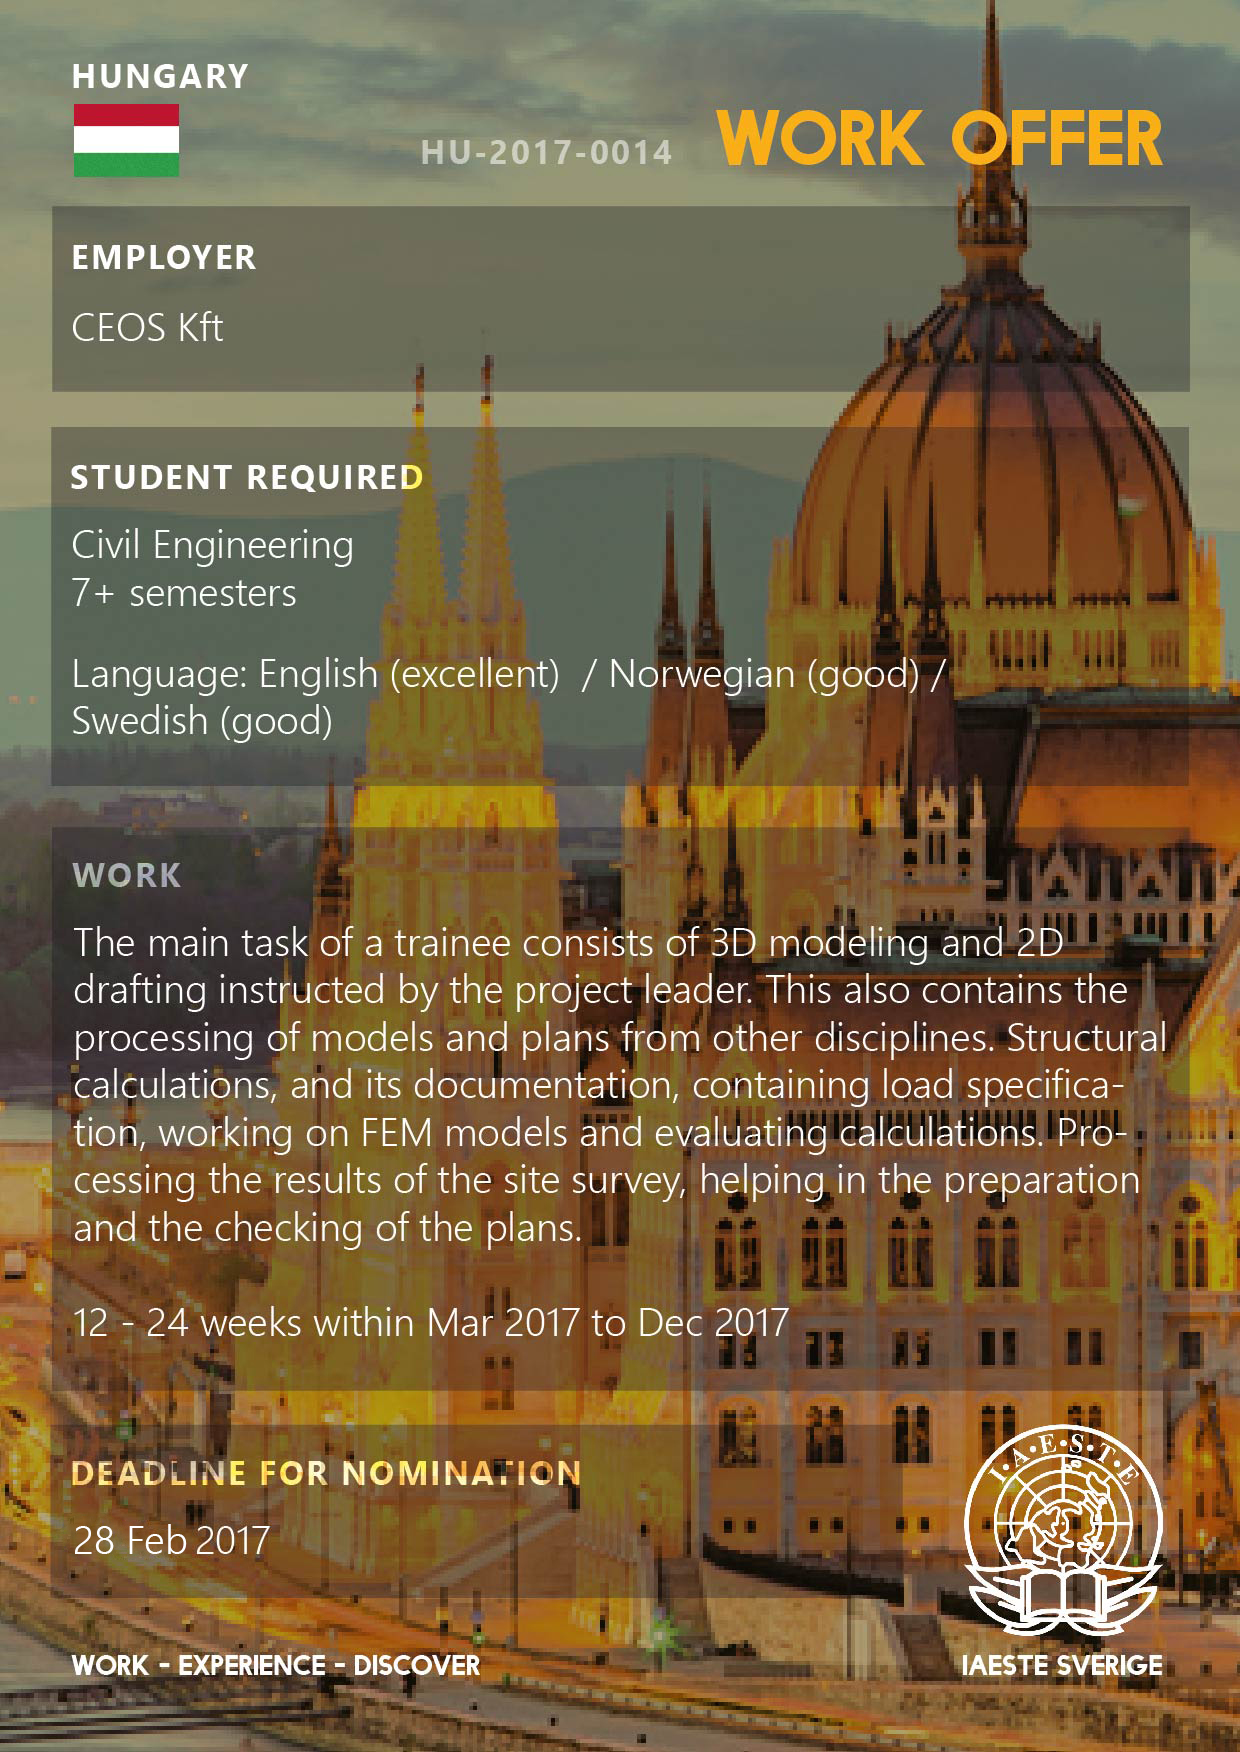 HUNGARY
HU-2017-0014 WORK OFFER
EMPLOYER
CEOS Kft
STUDENT REQUIRED
Civil Engineering
7+ semesters
Language: English (excellent)  / Norwegian (good) /
Swedish (good)
WORK
The main task of a trainee consists of 3D modeling and 2D
drafting instructed by the project leader. This also contains the
processing of models and plans from other disciplines. Structural
calculations, and its documentation, containing load specifica-
tion, working on FEM models and evaluating calculations. Pro-
cessing the results of the site survey, helping in the preparation
and the checking of the plans.
12 - 24 weeks within Mar 2017 to Dec 2017
DEADLINE FOR NOMINATION
28 Feb 2017
I·A·E·S·T·E
WORK - EXPERIENCE - DISCOVER
IAESTE SVERIGE